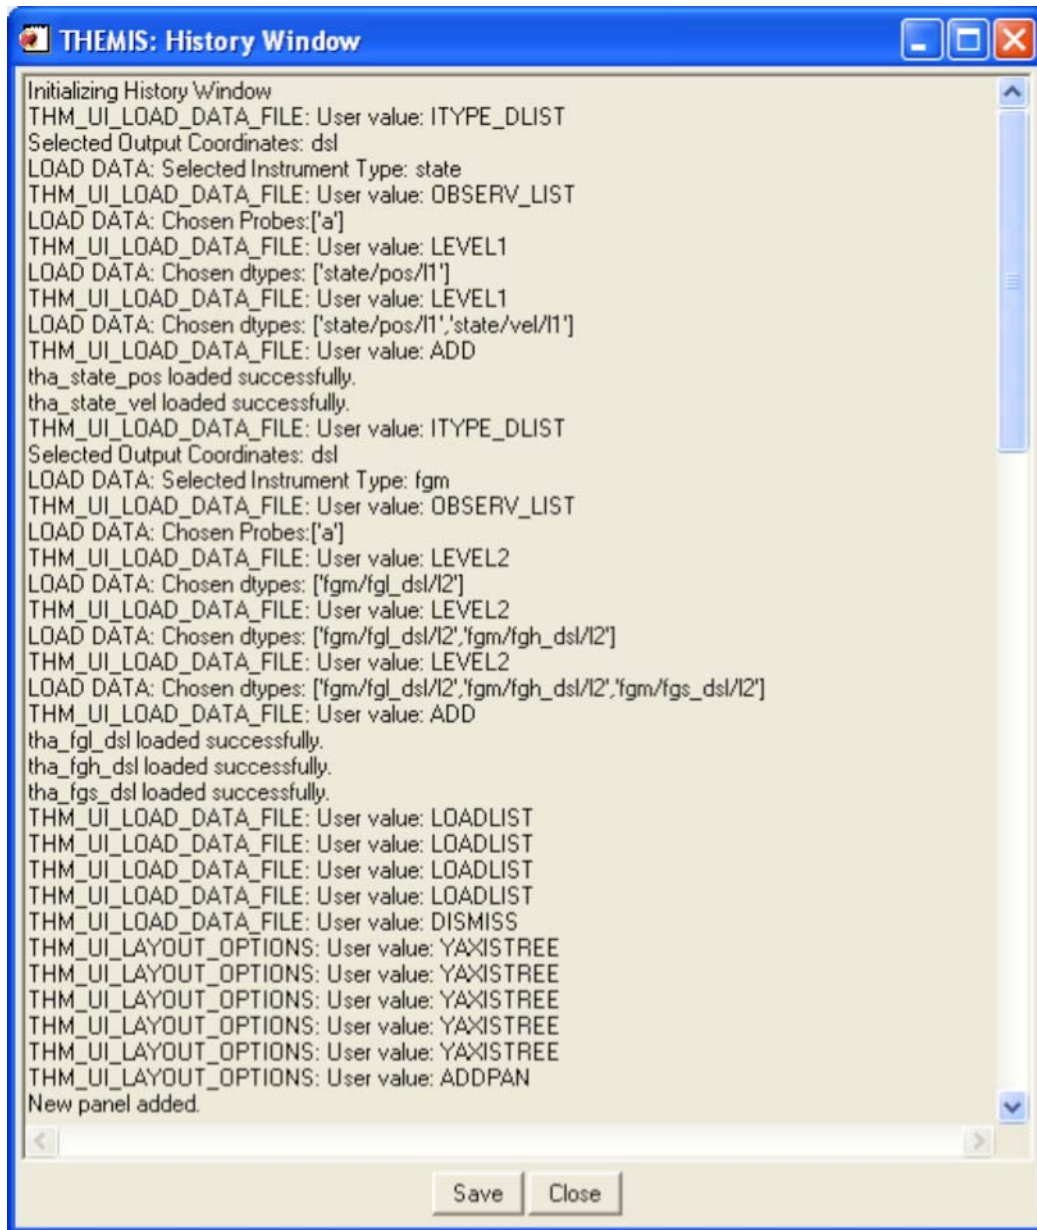 THEMIS: History Window
Initializing History Window
THM_UI_LOAD_DATA_FILE: User value: ITYPE_DLIST
Selected Output Coordinates: dsl
LOAD DATA: Selected Instrument Type: state
THM_UI_LOAD_DATA_FILE: User value: OBSERV_LIST
LOAD DATA: Chosen Probes:['a']
THM_UI_LOAD_DATA_FILE: User value: LEVEL1
LOAD DATA: Chosen dtypes: ['state/pos/l1']
THM_UI_LOAD_DATA_FILE: User value: LEVEL1
LOAD DATA: Chosen dtypes: ['state/pos/l1','state/vel/l1']
THM_UI_LOAD_DATA_FILE: User value: ADD
tha_state_pos loaded successfully.
tha_state_vel loaded successfully.
THM_UI_LOAD_DATA_FILE: User value: ITYPE_DLIST
Selected Output Coordinates: dsl
LOAD DATA: Selected Instrument Type: fgm
THM_UI_LOAD_DATA_FILE: User value: OBSERV_LIST
LOAD DATA: Chosen Probes:['a']
THM_UI_LOAD_DATA_FILE: User value: LEVEL2
LOAD DATA: Chosen dtypes: ['fgm/fgl_dsl/l2']
THM_UI_LOAD_DATA_FILE: User value: LEVEL2
LOAD DATA: Chosen dtypes: ['fgm/fgl_dsl/l2','fgm/fgh_dsl/l2']
THM_UI_LOAD_DATA_FILE: User value: LEVEL2
LOAD DATA: Chosen dtypes: ['fgm/fgl_dsl/l2','fgm/fgh_dsl/l2','fgm/fgs_dsl/l2']
THM_UI_LOAD_DATA_FILE: User value: ADD
tha_fgl_dsl loaded successfully.
tha_fgh_dsl loaded successfully.
tha_fgs_dsl loaded successfully.
THM_UI_LOAD_DATA_FILE: User value: LOADLIST
THM_UI_LOAD_DATA_FILE: User value: LOADLIST
THM_UI_LOAD_DATA_FILE: User value: LOADLIST
THM_UI_LOAD_DATA_FILE: User value: LOADLIST
THM_UI_LOAD_DATA_FILE: User value: DISMISS
THM_UI_LAYOUT_OPTIONS: User value: YAXISTREE
THM_UI_LAYOUT_OPTIONS: User value: YAXISTREE
THM_UI_LAYOUT_OPTIONS: User value: YAXISTREE
THM_UI_LAYOUT_OPTIONS: User value: YAXISTREE
THM_UI_LAYOUT_OPTIONS: User value: YAXISTREE
THM_UI_LAYOUT_OPTIONS: User value: ADDPAN
New panel added.
Save Close